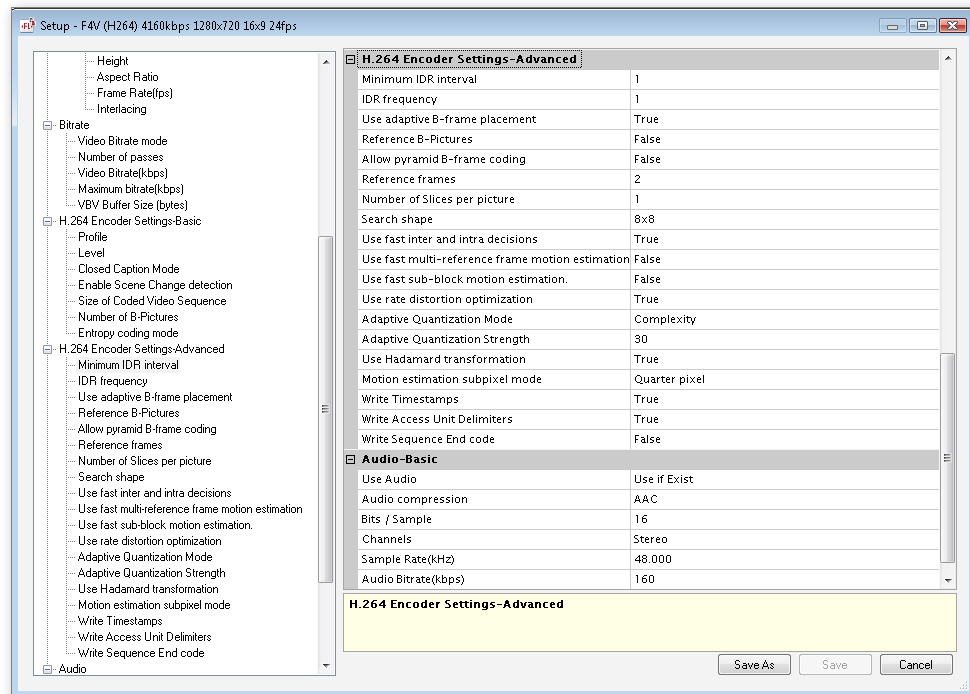 Setup - F4V (H264) 4160kbps 1280x720 16x9 24fps
Height
Aspect Ratio
Frame Rate(fps)
Interlacing
Bitrate
Video Bitrate mode
Number of passes
Video Bitrate(kbps)
Maximum bitrate(kbps)
VBV Buffer Size (bytes)
H.264 Encoder Settings-Basic
Profile
Level
Closed Caption Mode
Enable Scene Change detection
Size of Coded Video Sequence
Number of B-Pictures
Entropy coding mode
H.264 Encoder Settings-Advanced
Minimum IDR interval
IDR frequency
Use adaptive B-frame placement
Reference B-Pictures
Allow pyramid B-frame coding
Reference frames
Number of Slices per picture
Search shape
Use fast inter and intra decisions
Use fast multi-reference frame motion estimation
Use fast sub-block motion estimation.
Use rate distortion optimization
Adaptive Quantization Mode
Adaptive Quantization Strength
Use Hadamard transformation
Motion estimation subpixel mode
Write Timestamps
Write Access Unit Delimiters
Write Sequence End code
Audio
H.264 Encoder Settings-Advanced
Minimum IDR interval 1
IDR frequency 1
Use adaptive B-frame placement True
Reference B-Pictures False
Allow pyramid B-frame coding False
Reference frames 2
Number of Slices per picture 1
Search shape 8x8
Use fast inter and intra decisions True
Use fast multi-reference frame motion estimation False
Use fast sub-block motion estimation. False
Use rate distortion optimization True
Adaptive Quantization Mode Complexity
Adaptive Quantization Strength 30
Use Hadamard transformation True
Motion estimation subpixel mode Quarter pixel
Write Timestamps True
Write Access Unit Delimiters True
Write Sequence End code False
Audio-Basic
Use Audio Use if Exist
Audio compression AAC
Bits / Sample 16
Channels Stereo
Sample Rate(kHz) 48.000
Audio Bitrate(kbps) 160
H.264 Encoder Settings-Advanced
Save As Save Cancel